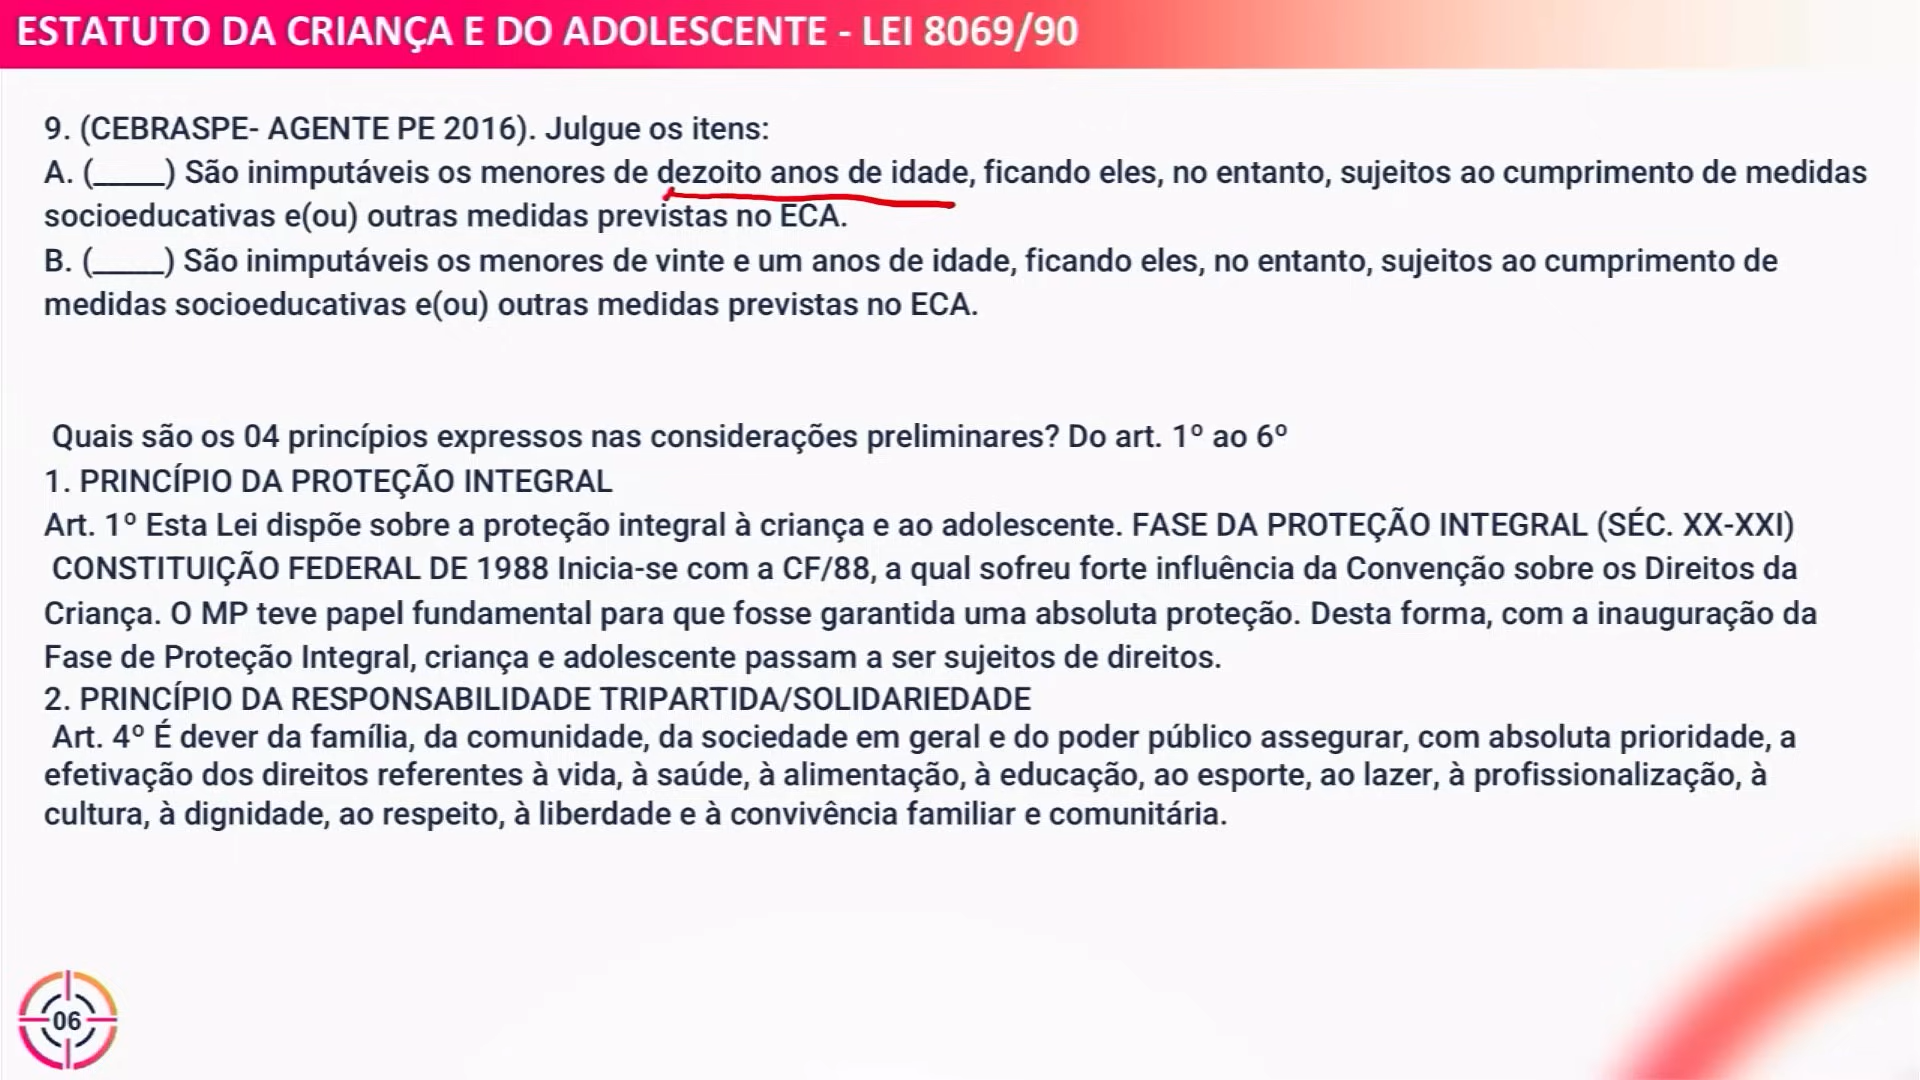 ESTATUTO DA CRIANÇA E DO ADOLESCENTE - LEI 8069/90
9. (CEBRASPE- AGENTE PE 2016). Julgue os itens:
A. (_____) São inimputáveis os menores de dezoito anos de idade, ficando eles, no entanto, sujeitos ao cumprimento de medidas
socioeducativas e(ou) outras medidas previstas no ECA.
B. (_____) São inimputáveis os menores de vinte e um anos de idade, ficando eles, no entanto, sujeitos ao cumprimento de
medidas socioeducativas e(ou) outras medidas previstas no ECA.
Quais são os 04 princípios expressos nas considerações preliminares? Do art. 1º ao 6º
1. PRINCÍPIO DA PROTEÇÃO INTEGRAL
Art. 1º Esta Lei dispõe sobre a proteção integral à criança e ao adolescente. FASE DA PROTEÇÃO INTEGRAL (SÉC. XX-XXI)
CONSTITUIÇÃO FEDERAL DE 1988 Inicia-se com a CF/88, a qual sofreu forte influência da Convenção sobre os Direitos da
Criança. O MP teve papel fundamental para que fosse garantida uma absoluta proteção. Desta forma, com a inauguração da
Fase de Proteção Integral, criança e adolescente passam a ser sujeitos de direitos.
2. PRINCÍPIO DA RESPONSABILIDADE TRIPARTIDA/SOLIDARIEDADE
Art. 4º É dever da família, da comunidade, da sociedade em geral e do poder público assegurar, com absoluta prioridade, a
efetivação dos direitos referentes à vida, à saúde, à alimentação, à educação, ao esporte, ao lazer, à profissionalização, à
cultura, à dignidade, ao respeito, à liberdade e à convivência familiar e comunitária.
06